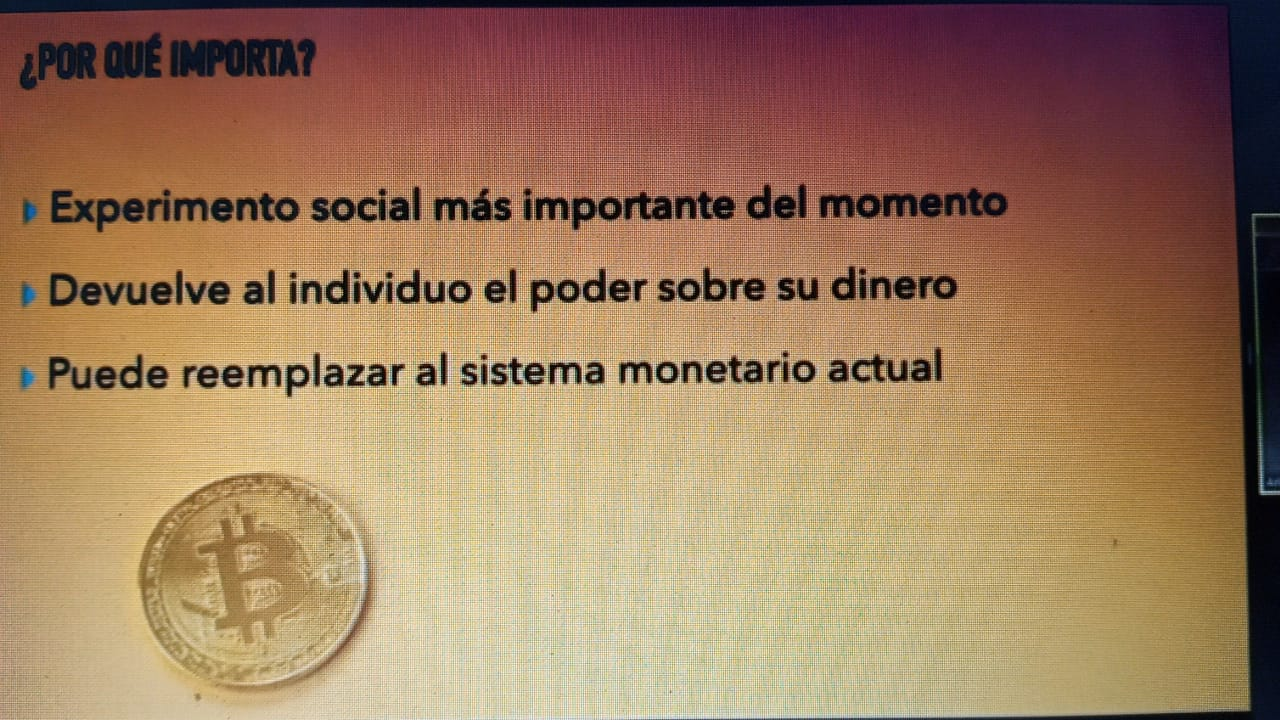 ¿POR QUÉ IMPORTA?
Experimento social más importante del momento
Devuelve al individuo el poder sobre su dinero
Puede reemplazar al sistema monetario actual